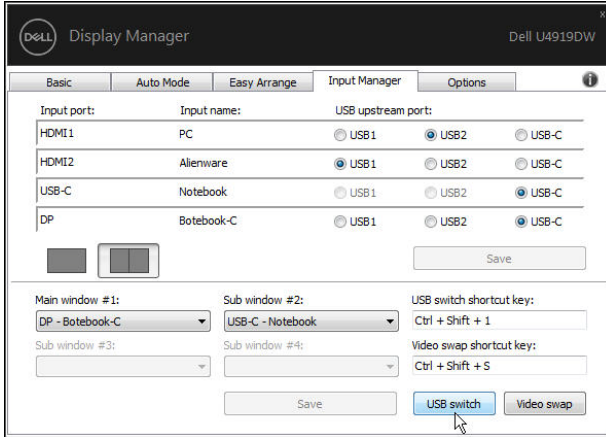 DELL Display Manager Dell U4919DW
Basic Auto Mode Easy Arrange Input Manager Options
Input port: Input name: USB upstream port:
HDMI1 PC USB1 USB2 USB-C
HDMI2 Alienware USB1 USB2 USB-C
USB-C Notebook USB1 USB2 USB-C
DP Botebook-C USB1 USB2 USB-C
Save
Main window #1: Sub window #2: USB switch shortcut key:
DP - Botebook-C USB-C - Notebook Ctrl + Shift + 1
Sub window #3: Sub window #4: Video swap shortcut key:
Ctrl + Shift + S
Save USB switch Video swap